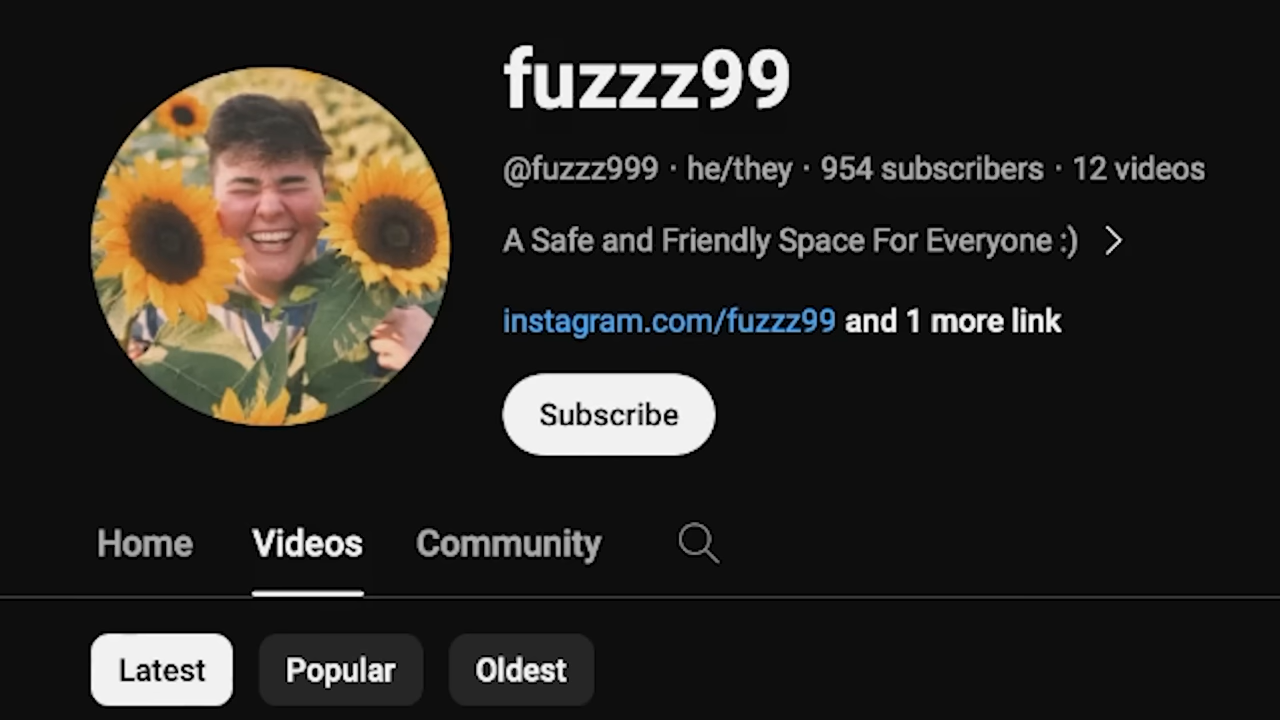 fuzzz99
@fuzzz999 · he/they · 954 subscribers · 12 videos
A Safe and Friendly Space For Everyone :)
instagram.com/fuzzz99 and 1 more link
Subscribe
Home Videos Community
Latest Popular Oldest